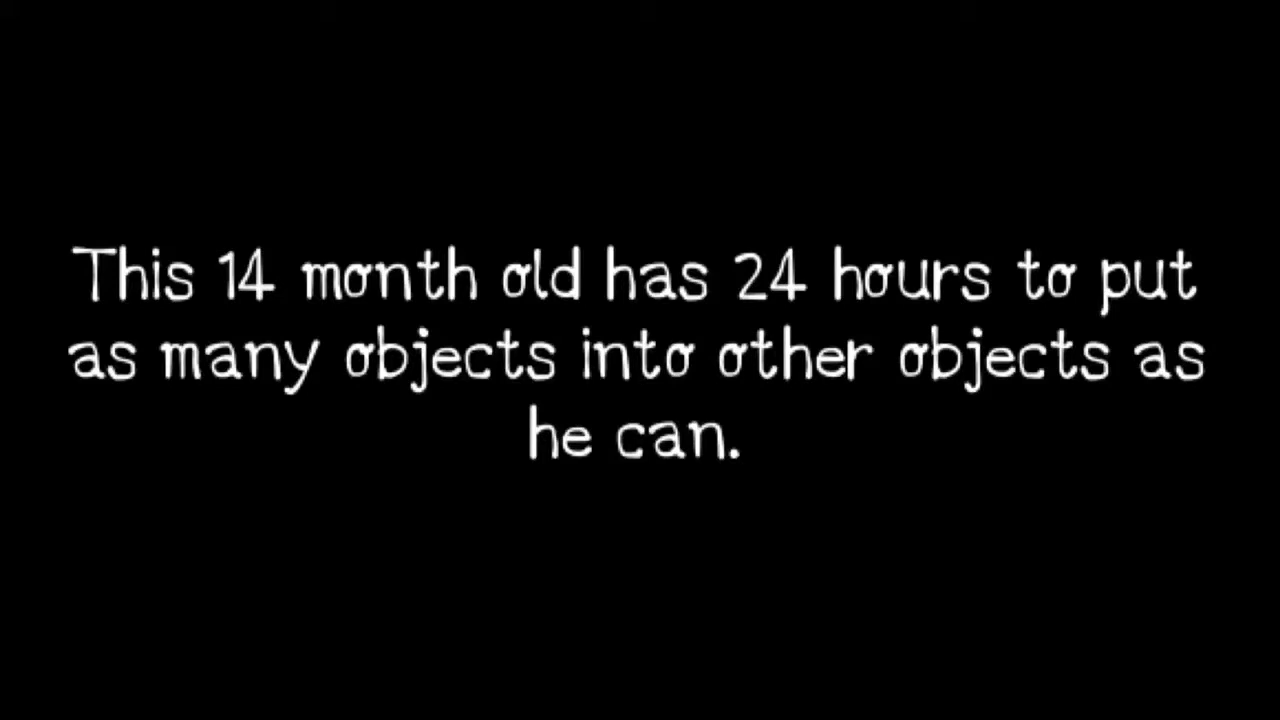 This 14 month old has 24 hours to put
as many objects into other objects as
he can.